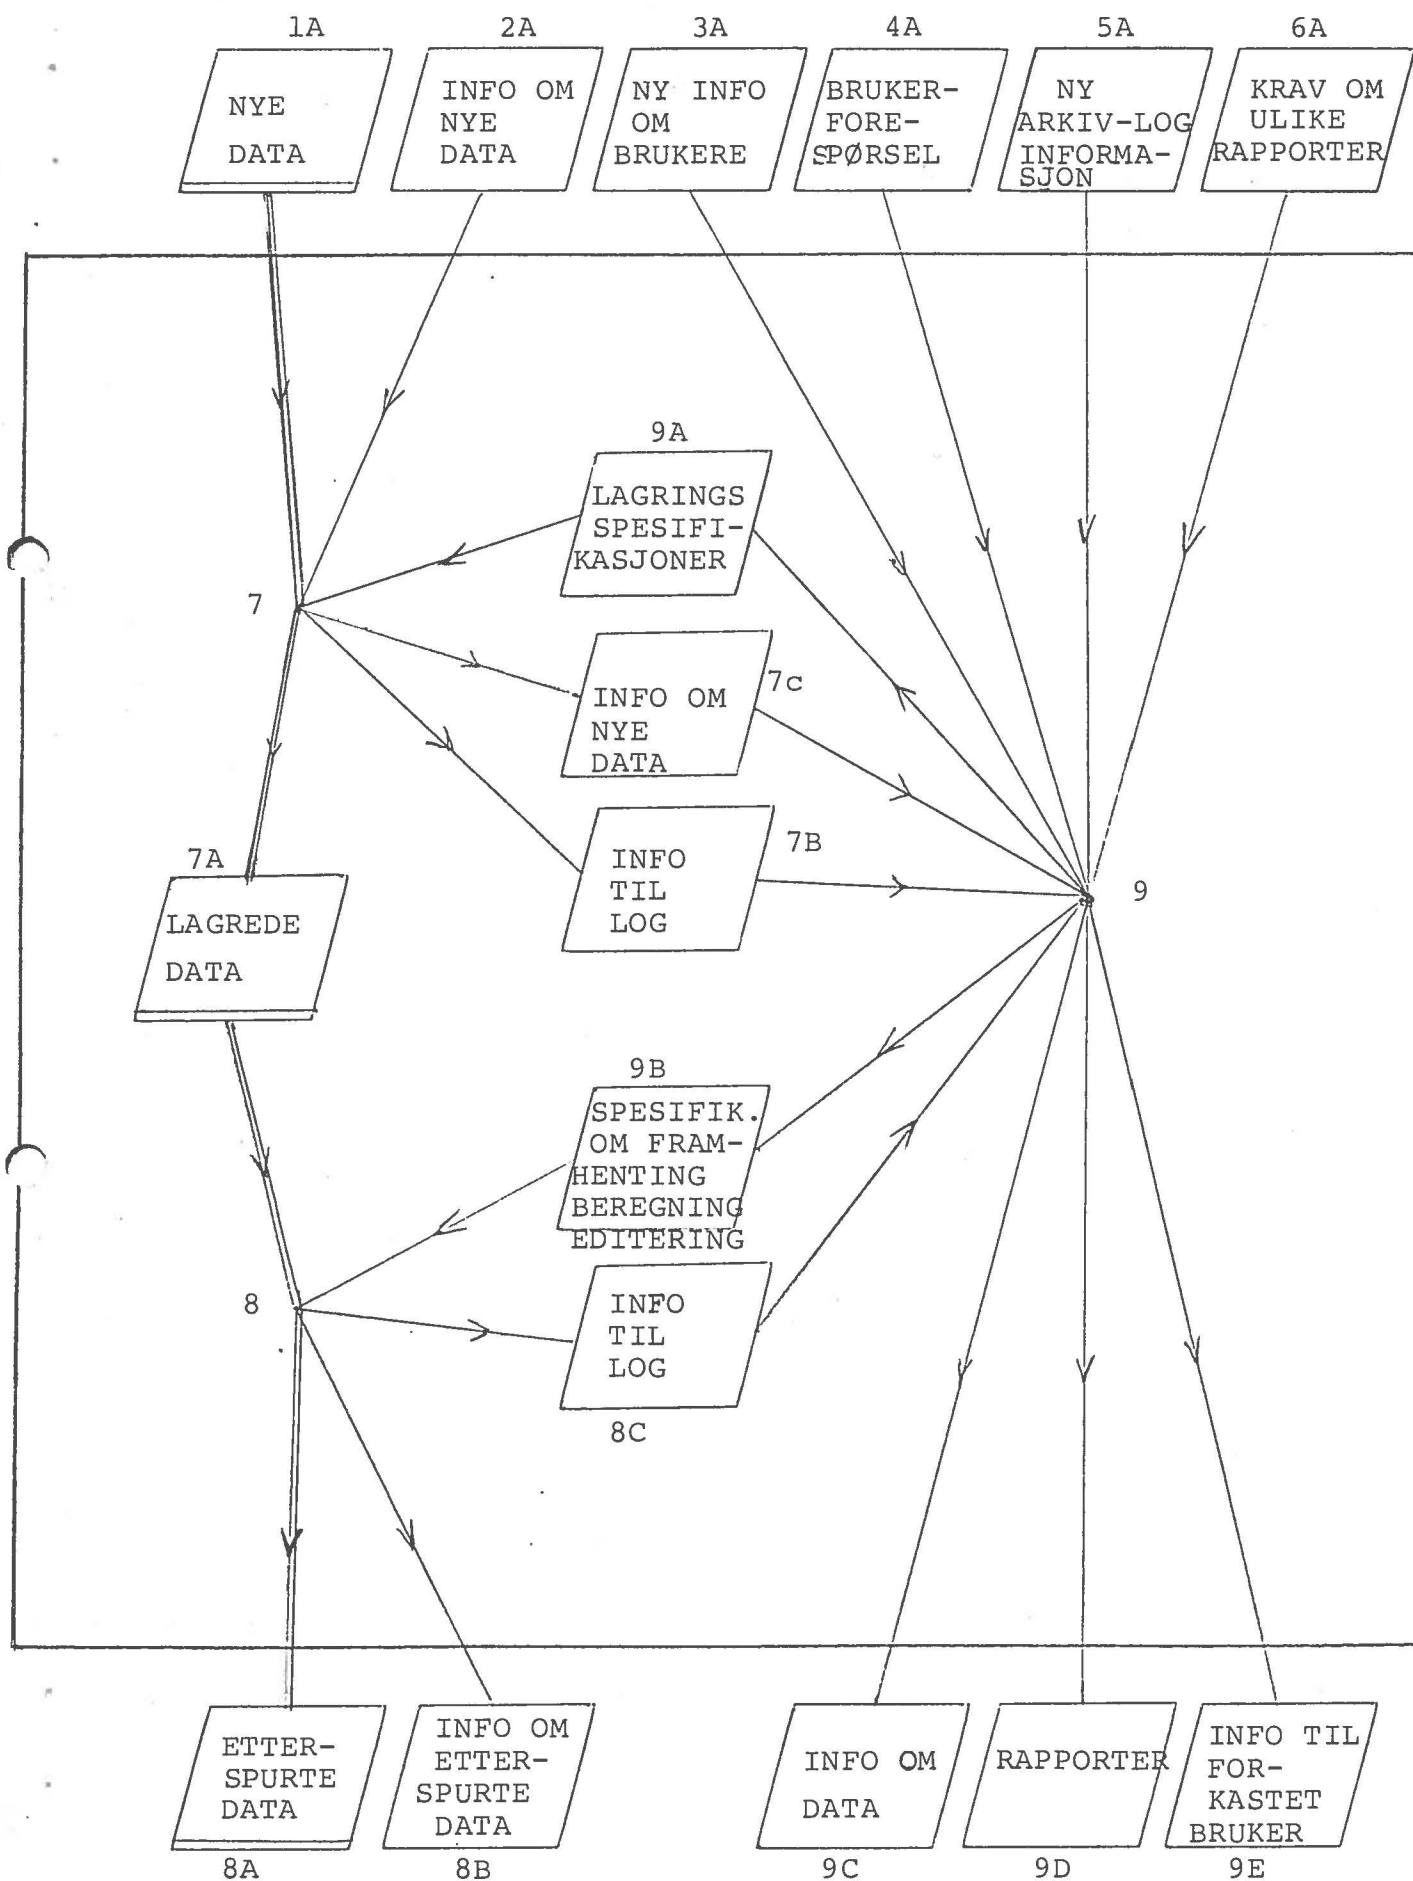 1A
2A
3A
4A
5A
6A
NYE
DATA
INFO OM
NYE
DATA
NY INFO
OM
BRUKERE
BRUKER-
FORE-
SPØRSEL
NY
ARKIV-LOG
INFORMA-
SJON
KRAV OM
ULIKE
RAPPORTER
9A
LAGRINGS
SPESIFI-
KASJONER
7
INFO OM
NYE
DATA
7c
INFO
TIL
LOG
7B
7A
LAGREDE
DATA
9
9B
SPESIFIK.
OM FRAM-
HENTING
BEREGNING
EDITERING
8
INFO
TIL
LOG
8C
ETTER-
SPURTE
DATA
8A
INFO OM
ETTER-
SPURTE
DATA
8B
INFO OM
DATA
9C
RAPPORTER
9D
INFO TIL
FOR-
KASTET
BRUKER
9E